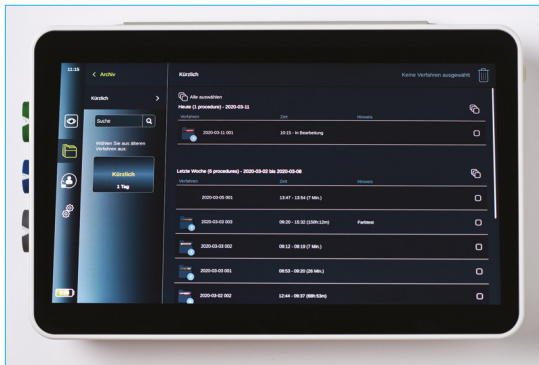 11:15
Archiv
Kürzlich
Keine Verfahren ausgewählt
Kürzlich
Suche
Wählen Sie aus älteren
Verfahren aus:
Kürzlich
1 Tag
Alle auswählen
Heute (1 procedure) - 2020-03-11
Verfahren Zeit Hinweis
2020-03-11 001 10:15 - In Bearbeitung
Letzte Woche (6 procedures) - 2020-03-02 bis 2020-03-08
Verfahren Zeit Hinweis
2020-03-05 001 13:47 - 13:54 (7 Min.)
2020-03-03 003 09:20 - 15:32 (150h:12m) Farbtest
2020-03-03 002 09:12 - 09:19 (7 Min.)
2020-03-03 001 08:53 - 09:20 (26 Min.)
2020-03-02 002 12:44 - 09:37 (68h:53m)